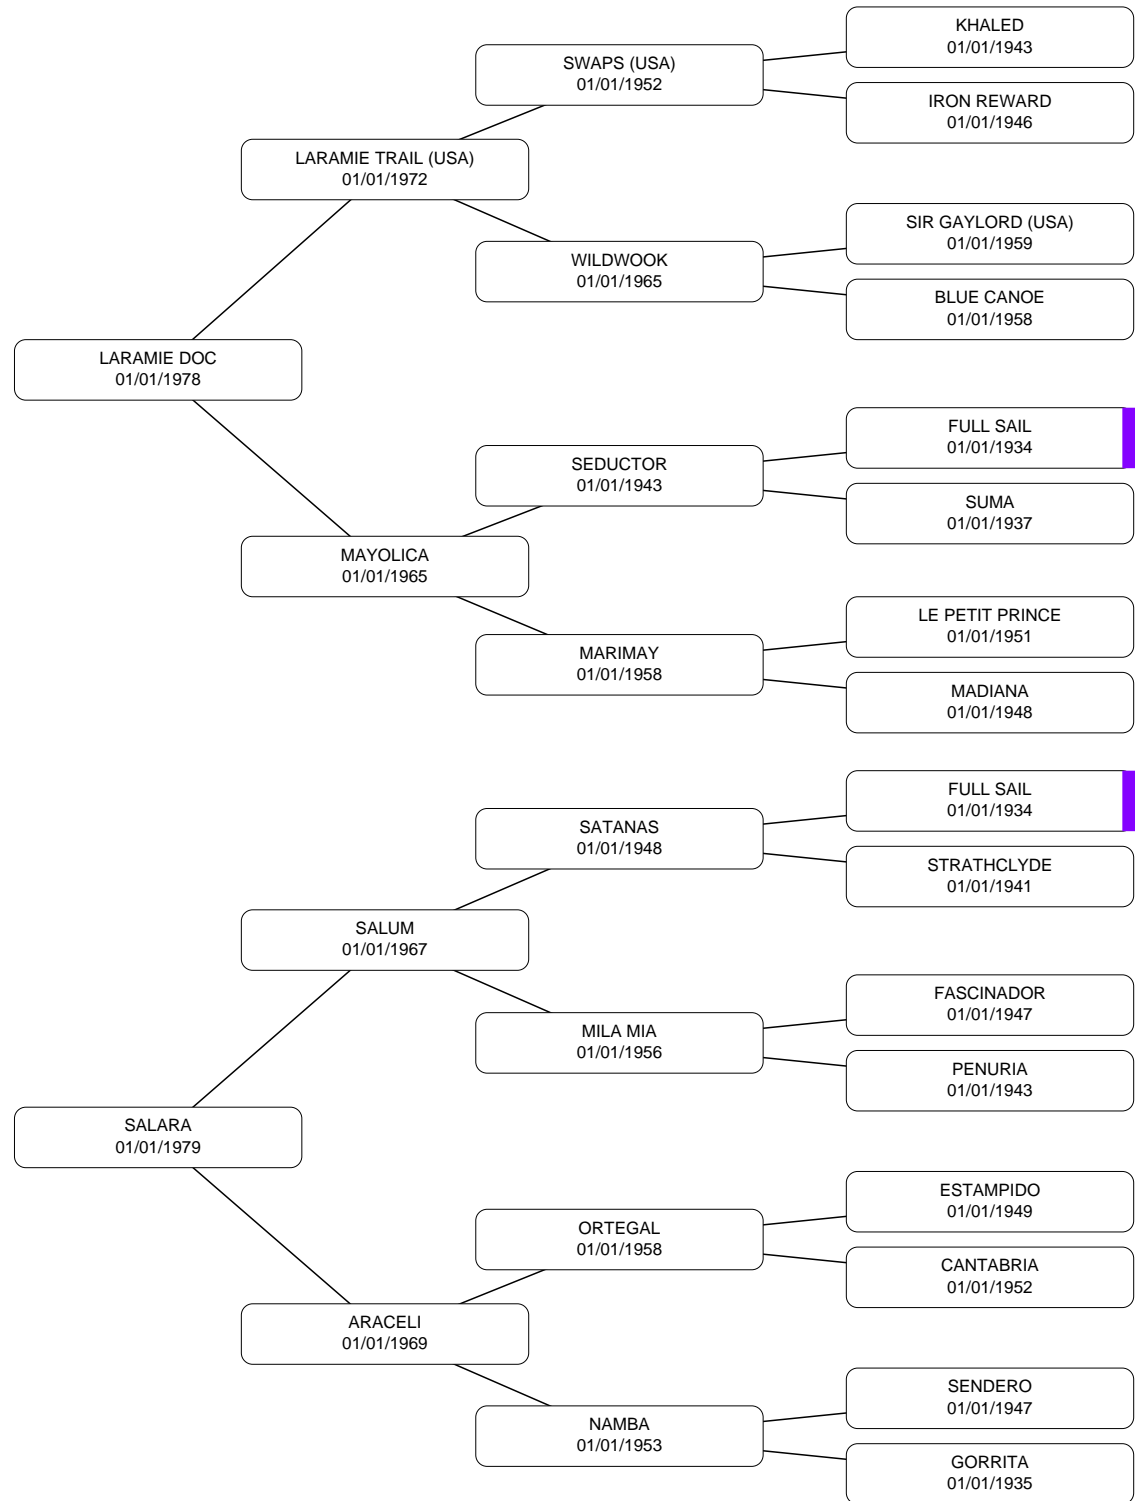 KHALED
01/01/1943
SWAPS (USA)
01/01/1952
IRON REWARD
01/01/1946
LARAMIE TRAIL (USA)
01/01/1972
SIR GAYLORD (USA)
01/01/1959
WILDWOOK
01/01/1965
BLUE CANOE
01/01/1958
LARAMIE DOC
01/01/1978
FULL SAIL
01/01/1934
SEDUCTOR
01/01/1943
SUMA
01/01/1937
MAYOLICA
01/01/1965
LE PETIT PRINCE
01/01/1951
MARIMAY
01/01/1958
MADIANA
01/01/1948
FULL SAIL
01/01/1934
SATANAS
01/01/1948
STRATHCLYDE
01/01/1941
SALUM
01/01/1967
FASCINADOR
01/01/1947
MILA MIA
01/01/1956
PENURIA
01/01/1943
SALARA
01/01/1979
ESTAMPIDO
01/01/1949
ORTEGAL
01/01/1958
CANTABRIA
01/01/1952
ARACELI
01/01/1969
SENDERO
01/01/1947
NAMBA
01/01/1953
GORRITA
01/01/1935